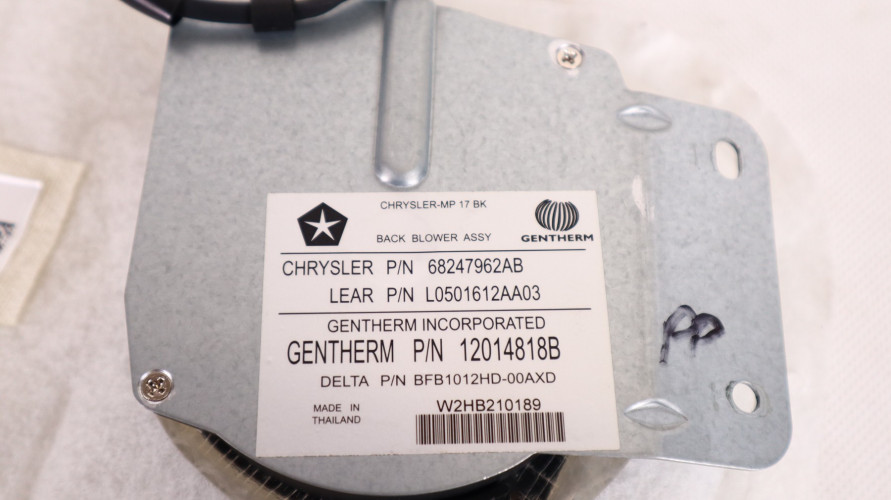 CHRYSLER-MP 17 BK
BACK BLOWER ASSY
GENTHERM
CHRYSLER P/N 68247962AB
LEAR P/N L0501612AA03
GENTHERM INCORPORATED
GENTHERM P/N 12014818B
DELTA P/N BFB1012HD-00AXD
MADE IN
THAILAND
W2HB210189